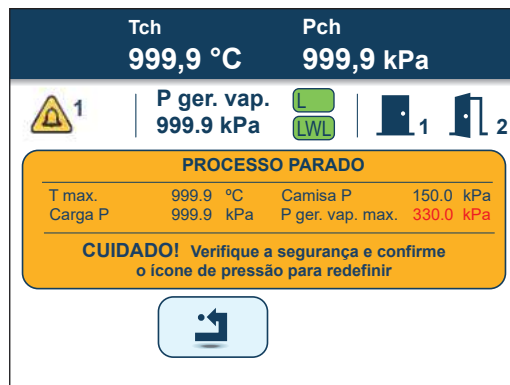 Tch Pch
999,9 °C 999,9 kPa
1 P ger. vap. L
999.9 kPa LWL 1 2
PROCESSO PARADO
T max. 999.9 ºC Camisa P 150.0 kPa
Carga P 999.9 kPa P ger. vap. max. 330.0 kPa
CUIDADO! Verifique a segurança e confirme
o ícone de pressão para redefinir